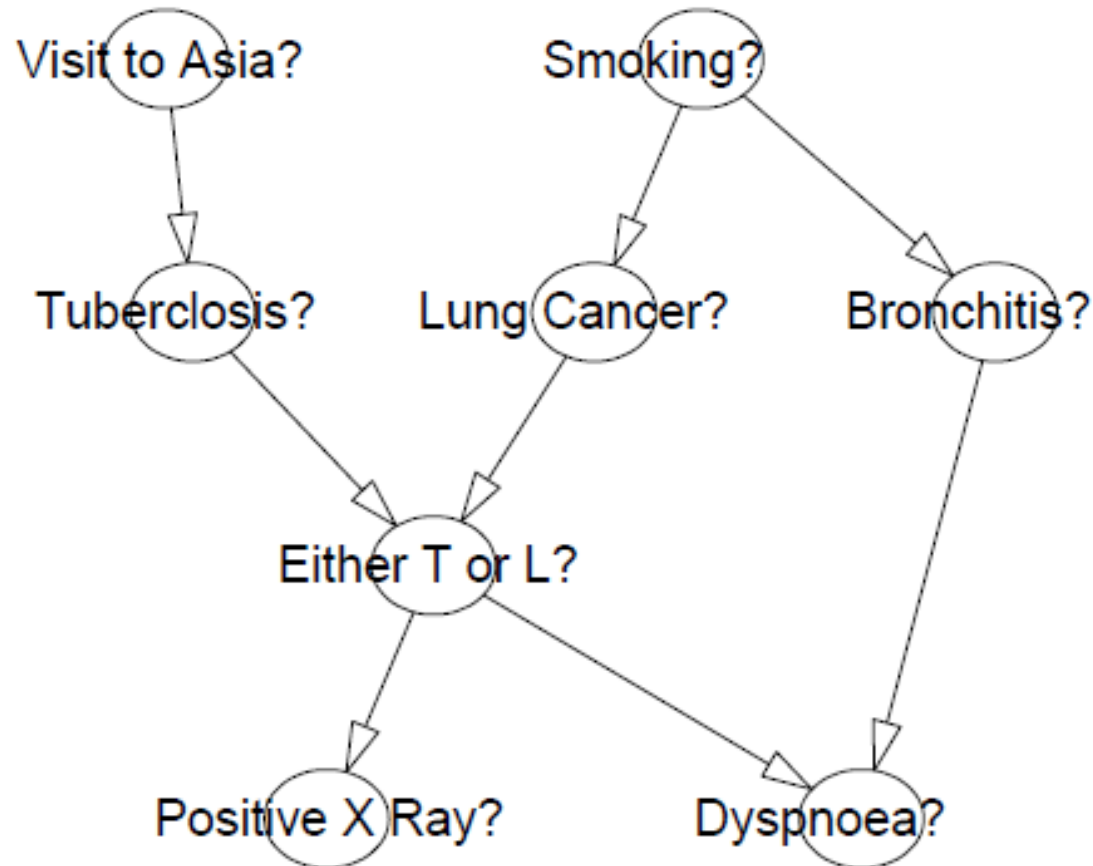 Visit to Asia?
Smoking?
Tuberclosis?
Lung Cancer?
Bronchitis?
Either T or L?
Positive X Ray?
Dyspnoea?